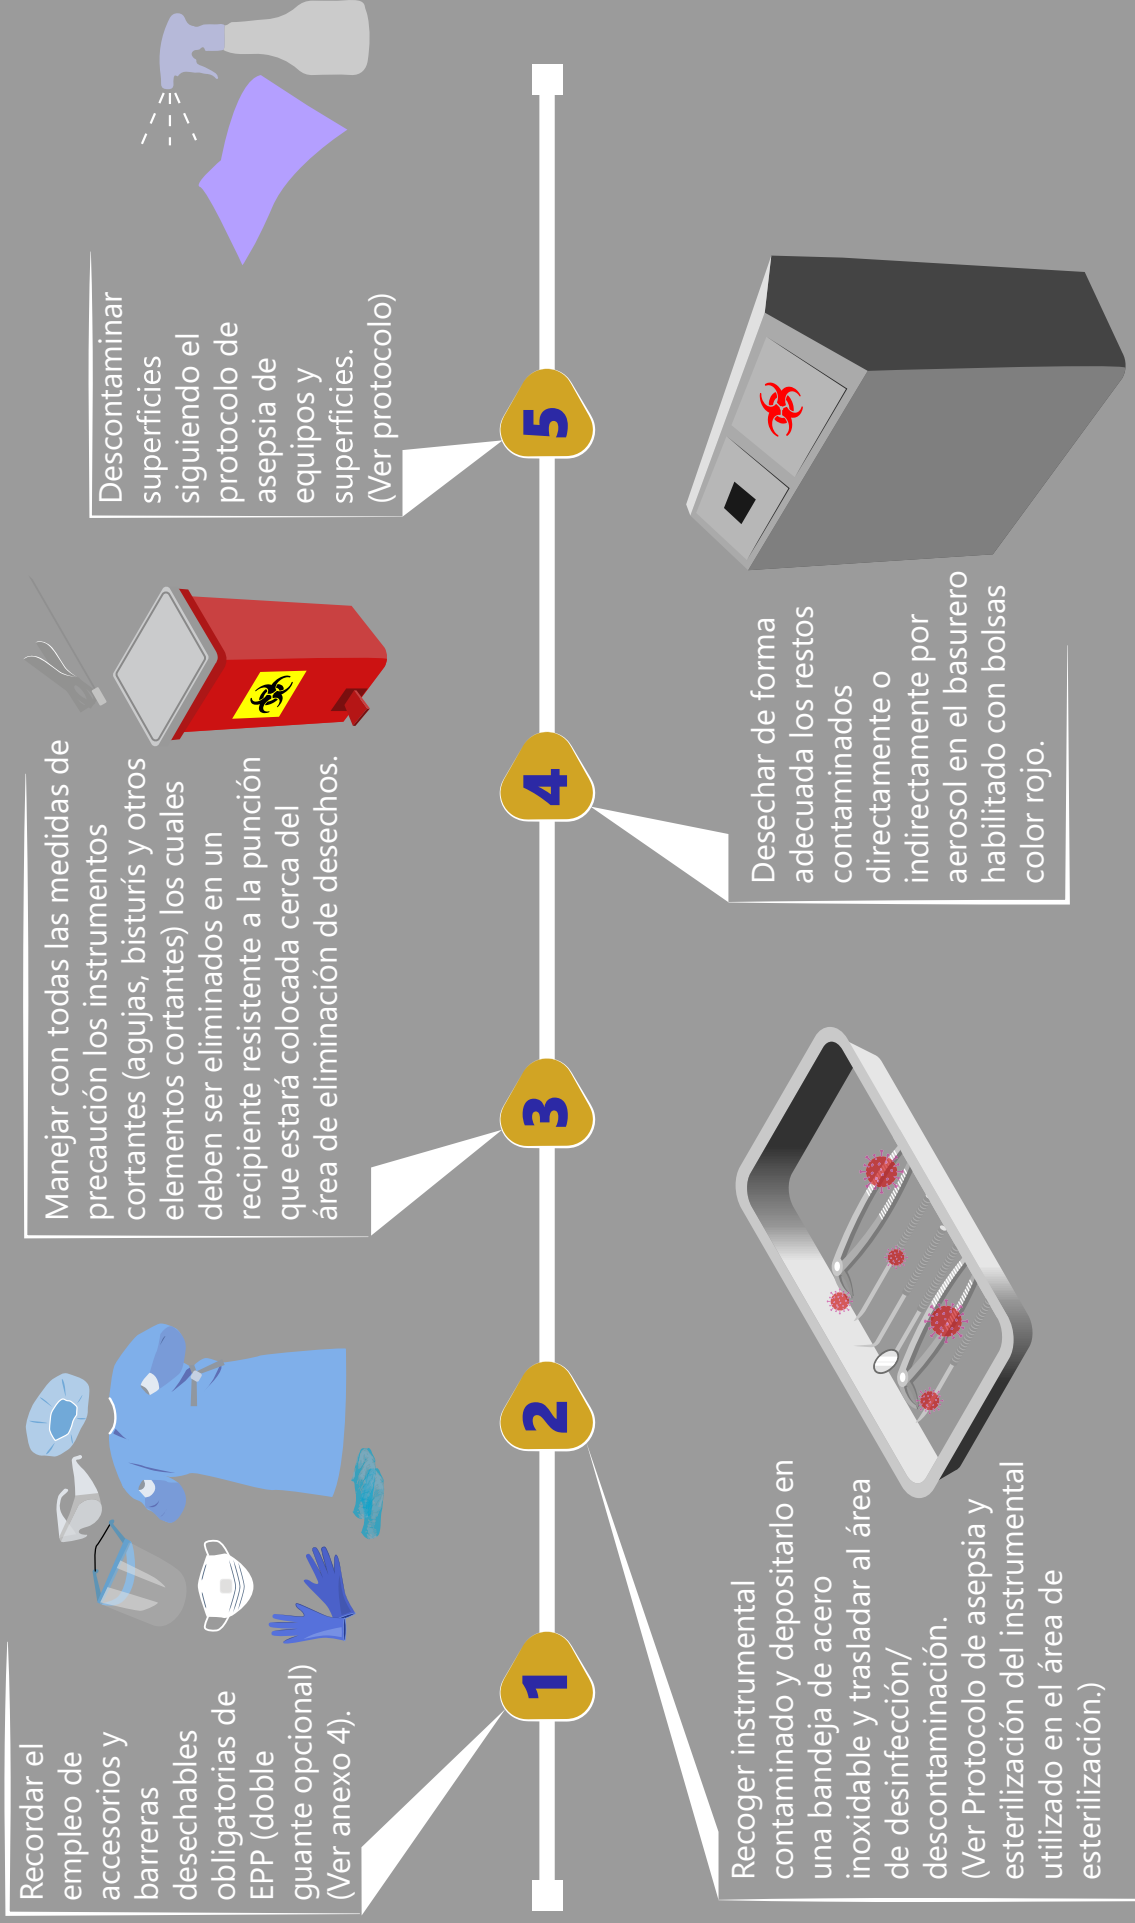 Recordar el
empleo de
accesorios y
barreras
desechables
obligatorias de
EPP (doble
guante opcional)
(Ver anexo 4).
1
Recoger instrumental
contaminado y depositarlo en
una bandeja de acero
inoxidable y trasladar al área
de desinfección/
descontaminación.
(Ver Protocolo de asepsia y
esterilización del instrumental
utilizado en el área de
esterilización.)
2
Manejar con todas las medidas de
precaución los instrumentos
cortantes (agujas, bisturís y otros
elementos cortantes) los cuales
deben ser eliminados en un
recipiente resistente a la punción
que estará colocada cerca del
área de eliminación de desechos.
3
Desechar de forma
adecuada los restos
contaminados
directamente o
indirectamente por
aerosol en el basurero
habilitado con bolsas
color rojo.
4
Descontaminar
superficies
siguiendo el
protocolo de
asepsia de
equipos y
superficies.
(Ver protocolo)
5